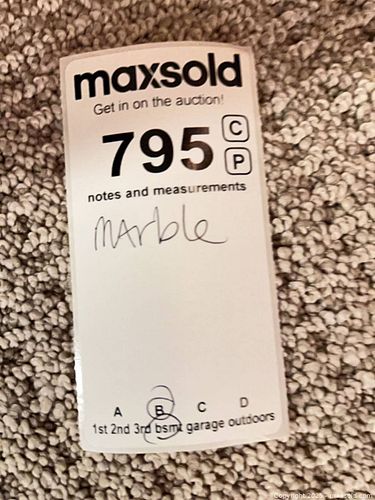 maxsold
Get in on the auction!
795 C P
notes and measurements
MArble
A B C D
1st 2nd 3rd bsmt garage outdoors
Copyright 2025 - maxsold.com